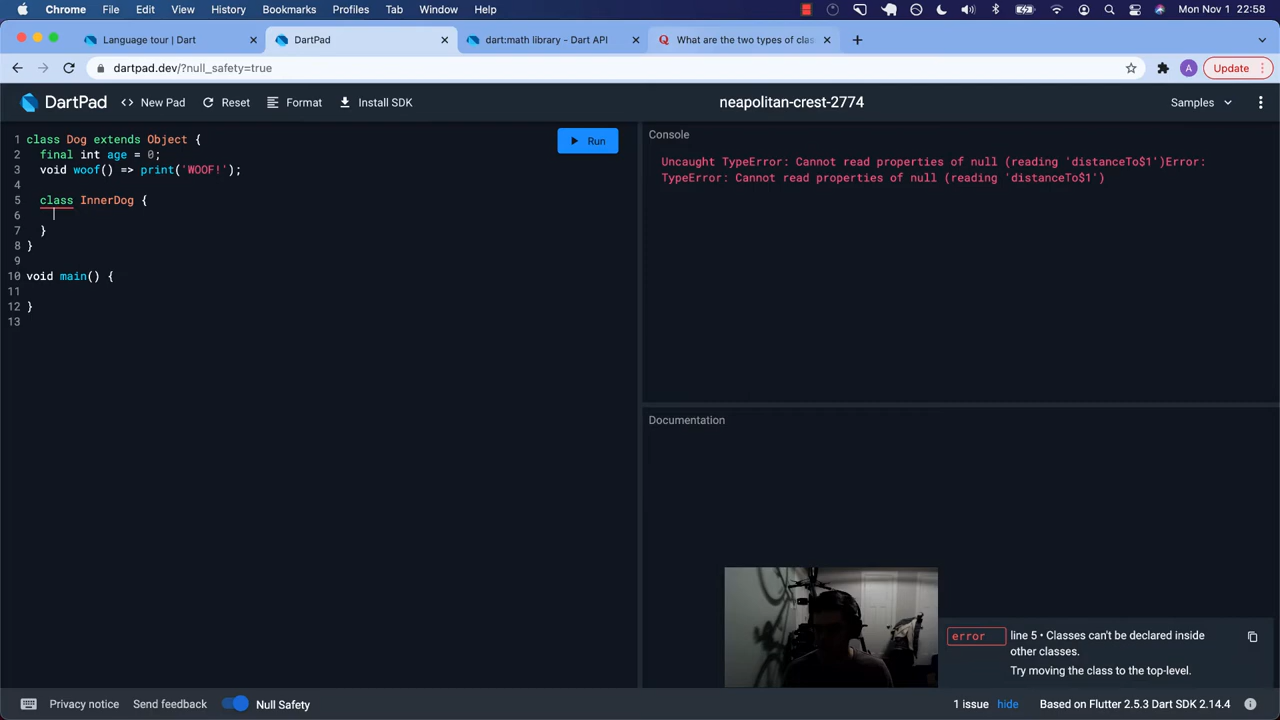 Chrome File Edit View History Bookmarks Profiles Tab Window Help Mon Nov 1 22:58
Language tour | Dart DartPad dart:math library - Dart API What are the two types of clas
dartpad.dev/?null_safety=true A Update
DartPad <> New Pad Reset Format Install SDK neapolitan-crest-2774 Samples
1 class Dog extends Object {
2 final int age = 0;
3 void woof() => print('WOOF!');
4
5 class InnerDog {
6
7 }
8 }
9
10 void main() {
11
12 }
13
Run
Console
Uncaught TypeError: Cannot read properties of null (reading 'distanceTo$1')Error:
TypeError: Cannot read properties of null (reading 'distanceTo$1')
Documentation
error line 5 • Classes can't be declared inside
other classes.
Try moving the class to the top-level.
Privacy notice Send feedback Null Safety 1 issue hide Based on Flutter 2.5.3 Dart SDK 2.14.4